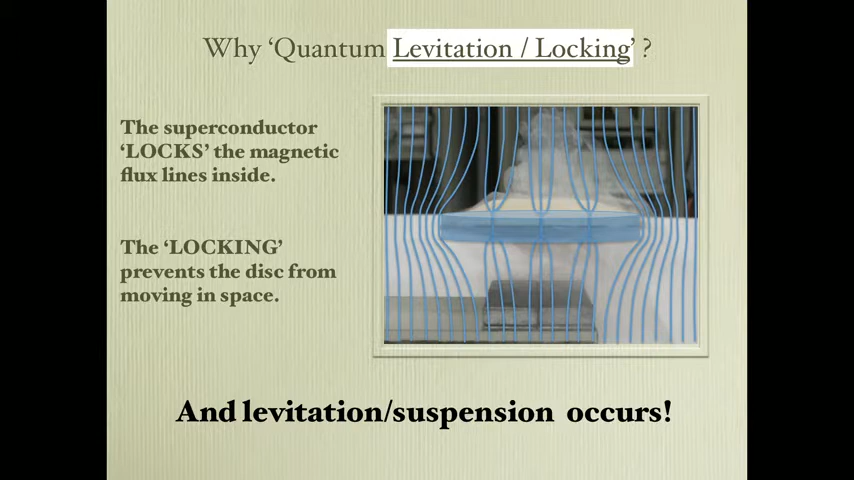 Why ‘Quantum Levitation / Locking’ ?
The superconductor
‘LOCKS’ the magnetic
flux lines inside.
The ‘LOCKING’
prevents the disc from
moving in space.
And levitation/suspension occurs!